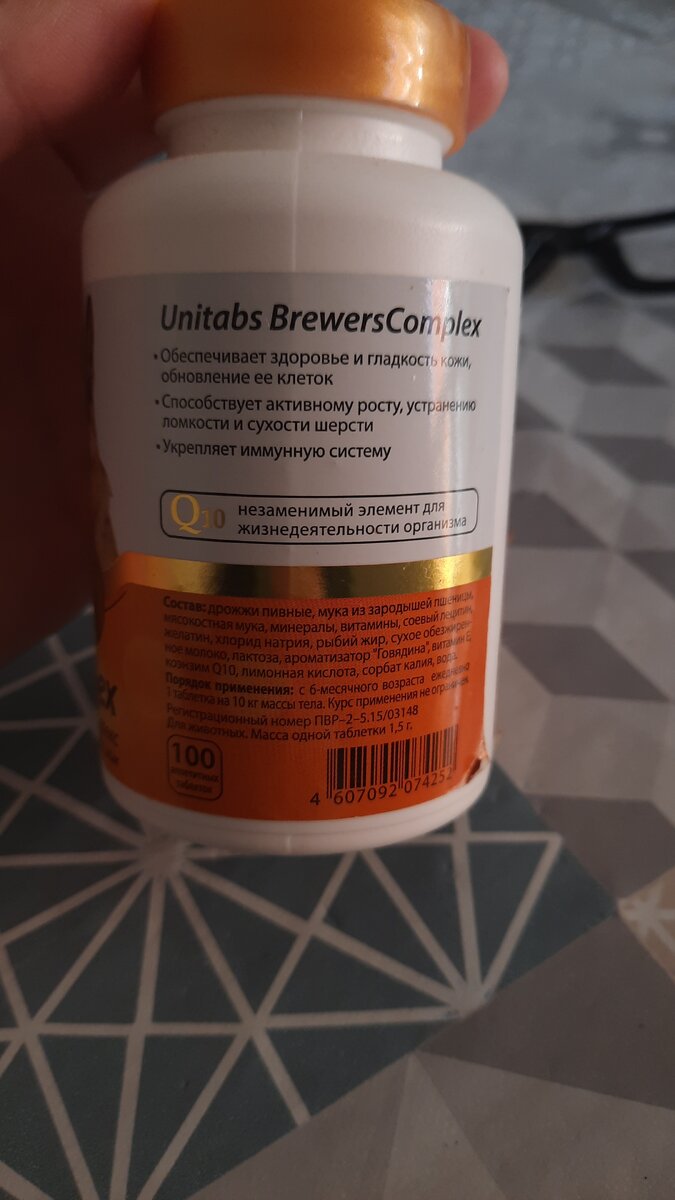 Unitabs BrewersComplex
•Обеспечивает здоровье и гладкость кожи,
обновление ее клеток
•Способствует активному росту, устранению
ломкости и сухости шерсти
•Укрепляет иммунную систему
Q10 незаменимый элемент для
жизнедеятельности организма
Состав: дрожжи пивные, мука из зародышей пшеницы,
мясокостная мука, минералы, витамины, соевый лецитин,
желатин, хлорид натрия, рыбий жир, сухое обезжирен-
ное молоко, лактоза, ароматизатор "Говядина", витамин С,
коэнзим Q10, лимонная кислота, сорбат калия, вода.
Порядок применения: с 6-месячного возраста ежедневно
1 таблетка на 10 кг массы тела. Курс применения не ограничен.
Регистрационный номер ПВР–2–5.15/03148
Для животных. Масса одной таблетки 1,5 г.
ex
100
таблеток
4 607092 074252